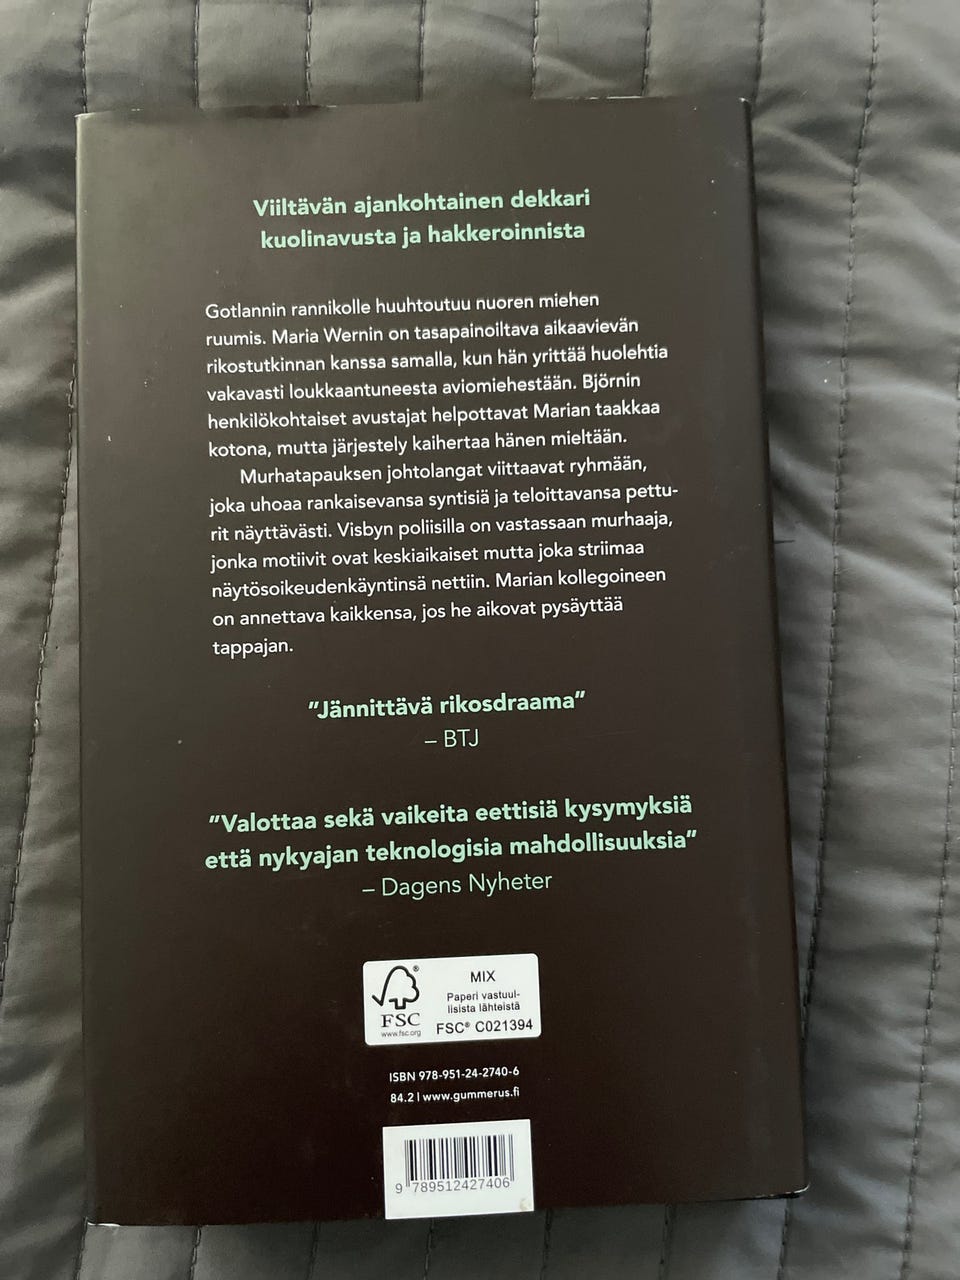 Viiltävän ajankohtainen dekkari
kuolinavusta ja hakkeroinnista
Gotlannin rannikolle huuhtoutuu nuoren miehen
ruumis. Maria Wernin on tasapainoiltava aikaavievän
rikostutkinnan kanssa samalla, kun hän yrittää huolehtia
vakavasti loukkaantuneesta aviomiehestään. Björnin
henkilökohtaiset avustajat helpottavat Marian taakkaa
kotona, mutta järjestely kaihertaa hänen mieltään.
Murhatapauksen johtolangat viittaavat ryhmään,
joka uhoaa rankaisevansa syntisiä ja teloittavansa pettu-
rit näyttävästi. Visbyn poliisilla on vastassaan murhaaja,
jonka motiivit ovat keskiaikaiset mutta joka striimaa
näytösoikeudenkäyntinsä nettiin. Marian kollegoineen
on annettava kaikkensa, jos he aikovat pysäyttää
tappajan.
”Jännittävä rikosdraama”
– BTJ
”Valottaa sekä vaikeita eettisiä kysymyksiä
että nykyajan teknologisia mahdollisuuksia”
– Dagens Nyheter
MIX
Paperi vastuul-
lisista lähteistä
FSC® C021394
®
FSC
www.fsc.org
ISBN 978-951-24-2740-6
84.2 | www.gummerus.fi
9 789512427406